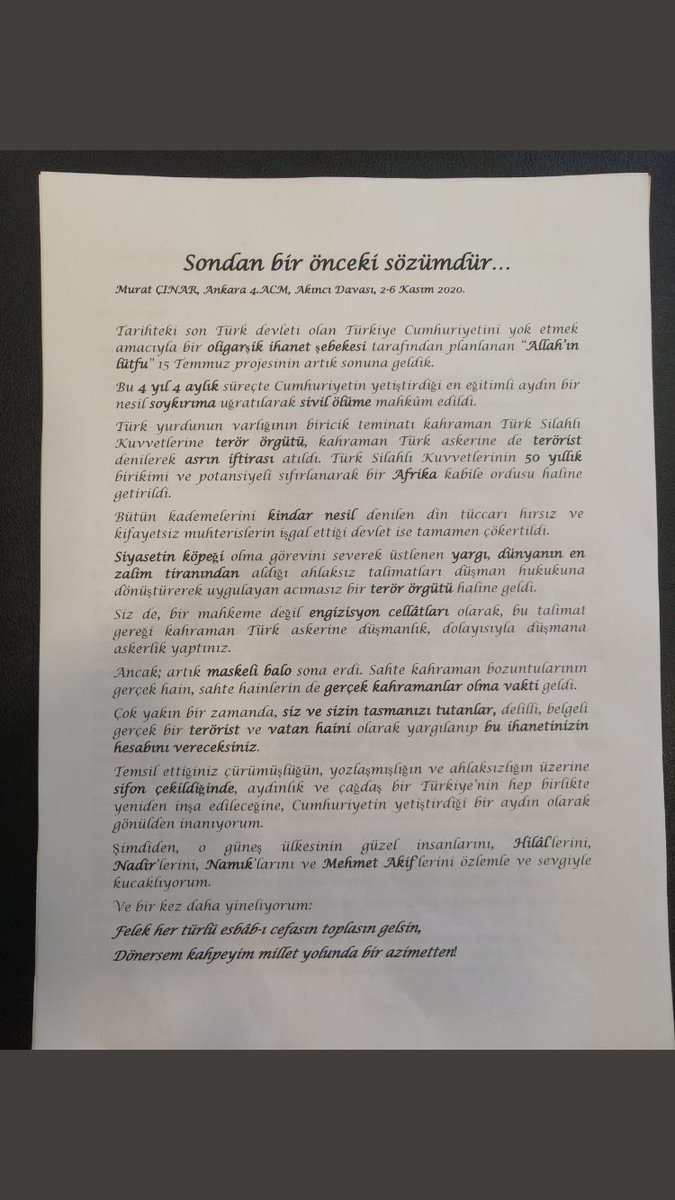 Sondan bir önceki sözümdür...
Murat ÇINAR, Ankara 4.ACM, Akıncı Davası, 2-6 Kasım 2020.
Tarihteki son Türk devleti olan Türkiye Cumhuriyetini yok etmek
amacıyla bir oligarşik ihanet şebekesi tarafından planlanan “Allah’ın
lütfu” 15 Temmuz projesinin artık sonuna geldik.
Bu 4 yıl 4 aylık süreçte Cumhuriyetin yetiştirdiği en eğitimli aydın bir
nesil soykırıma uğratılarak sivil ölüme mahkûm edildi.
Türk yurdunun varlığının biricik teminatı kahraman Türk Silahlı
Kuvvetlerine terör örgütü, kahraman Türk askerine de terörist
denilerek asrın iftirası atıldı. Türk Silahlı Kuvvetlerinin 50 yıllık
birikimi ve potansiyeli sıfırlanarak bir Afrika kabile ordusu haline
getirildi.
Bütün kademelerini kindar nesil denilen din tüccarı hırsız ve
kifayetsiz muhterislerin işgal ettiği devlet ise tamamen çökertildi.
Siyasetin köpeği olma görevini severek üstlenen yargı, dünyanın en
zalim tiranından aldığı ahlaksız talimatları düşman hukukuna
dönüştürerek uygulayan acımasız bir terör örgütü haline geldi.
Siz de, bir mahkeme değil engizisyon cellâtları olarak, bu talimat
gereği kahraman Türk askerine düşmanlık, dolayısıyla düşmana
askerlik yaptınız.
Ancak; artık maskeli balo sona erdi. Sahte kahraman bozuntularının
gerçek hain, sahte hainlerin de gerçek kahramanlar olma vakti geldi.
Çok yakın bir zamanda, siz ve sizin tasmanızı tutanlar, delilli, belgeli
gerçek bir terörist ve vatan haini olarak yargılanıp bu ihanetinizin
hesabını vereceksiniz.
Temsil ettiğiniz çürümüşlüğün, yozlaşmışlığın ve ahlaksızlığın üzerine
sifon çekildiğinde, aydınlık ve çağdaş bir Türkiye’nin hep birlikte
yeniden inşa edileceğine, Cumhuriyetin yetiştirdiği bir aydın olarak
gönülden inanıyorum.
Şimdiden, o güneş ülkesinin güzel insanlarını, Hilâl’lerini,
Nadir’lerini, Namık’larını ve Mehmet Akif’lerini özlemle ve sevgiyle
kucaklıyorum.
Ve bir kez daha yineliyorum:
Felek her türlü esbâb-ı cefasın toplasın gelsin,
Dönersem kahpeyim millet yolunda bir azimetten!